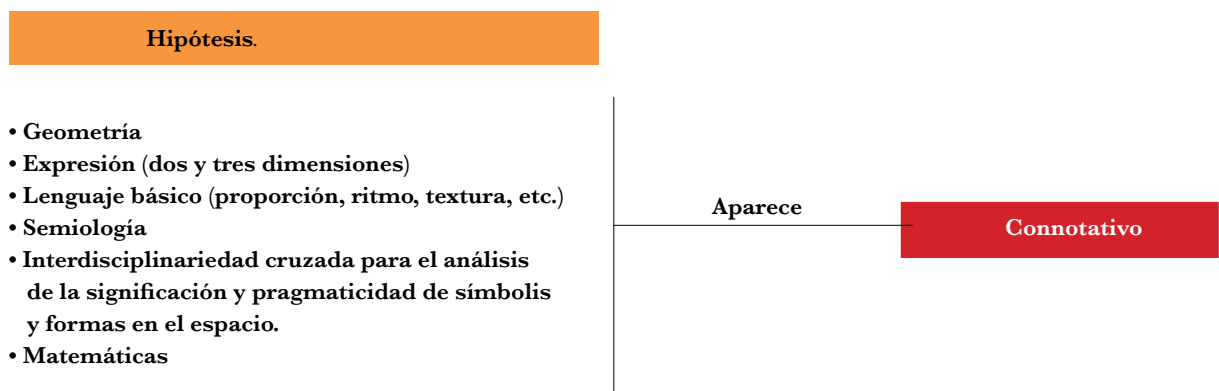 Hipótesis.
• Geometría
• Expresión (dos y tres dimensiones)
• Lenguaje básico (proporción, ritmo, textura, etc.)
• Semiología
• Interdisciplinariedad cruzada para el análisis
de la significación y pragmaticidad de símbolis
y formas en el espacio.
• Matemáticas
Aparece
Connotativo